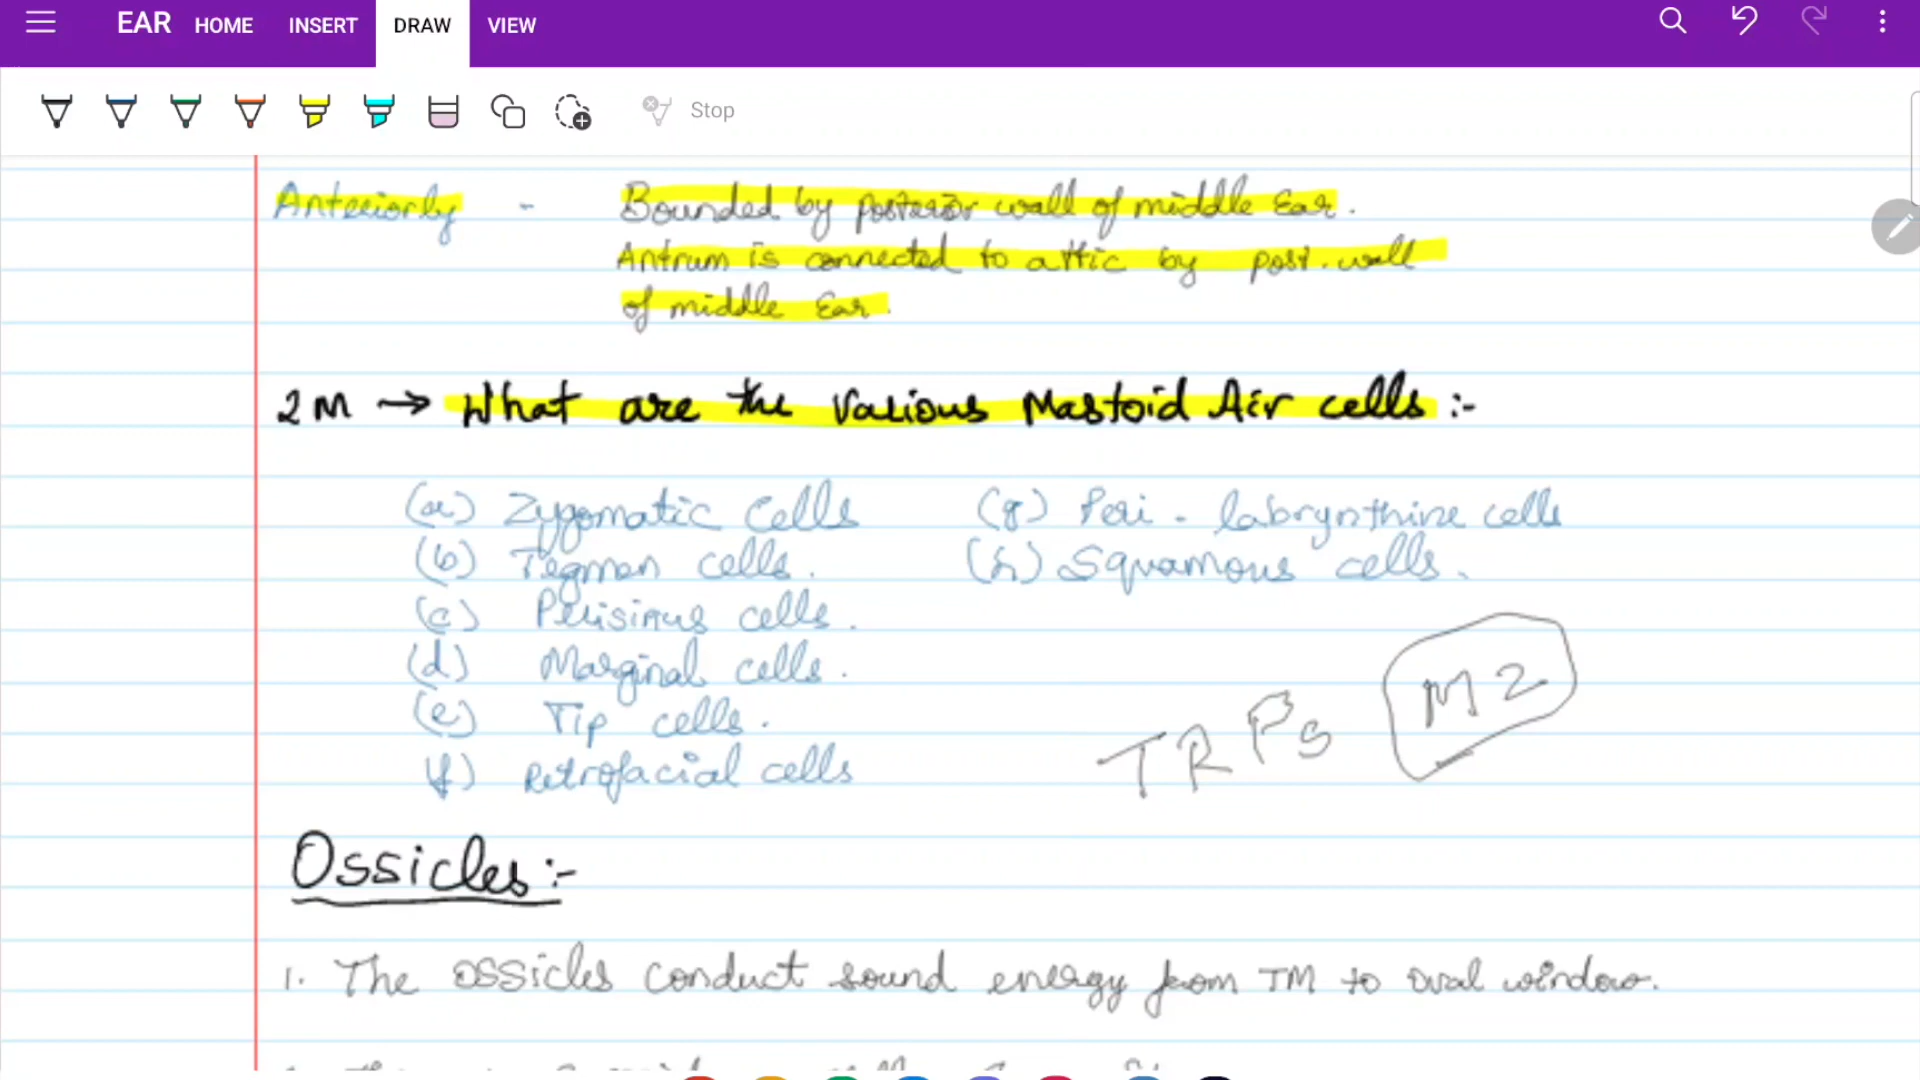 EAR HOME INSERT DRAW VIEW
Stop
Anteriorly - Bounded by posterior wall of middle Ear.
Antrum is connected to attic by post. wall
of middle Ear.
2M → What are the Various Mastoid Air cells :-
(a) Zygomatic Cells
(b) Tegmen cells.
(c) Perisinus cells.
(d) Marginal cells.
(e) Tip cells.
(f) Retrofacial cells
(g) Peri - labrynthine cells
(h) Squamous cells.
TRPs M2
Ossicles :-
1. The ossicles conduct sound energy from TM to oval window.